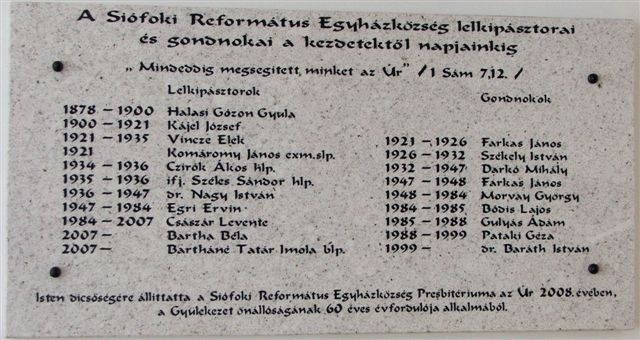 A Siófoki Református Egyházközség lelkipásztorai
és gondnokai a kezdetektől napjainkig
„Mindeddig megsegített, minket az Úr” /1 Sám 7,12. /
Lelkipásztorok
1878 – 1900 Halasi Gózon Gyula
1900 – 1921 Kájel József
1921 – 1935 Vincze Elek
1921 Komáromy János exm.slp.
1934 – 1936 Czirók Ákos hlp.
1935 – 1936 ifj. Széles Sándor hlp.
1936 – 1947 dr. Nagy István
1947 – 1984 Egri Ervin
1984 – 2007 Császár Levente
2007 – Bartha Béla
2007 – Bartháné Tatár Imola blp.
Gondnokok
1921 – 1926 Farkas János
1926 – 1932 Székely István
1932 – 1947 Darkó Mihály
1947 – 1948 Farkas János
1948 – 1984 Morvay György
1984 – 1985 Bódis Lajos
1985 – 1988 Gulyás Ádám
1988 – 1999 Pataki Géza
1999 – dr. Baráth István
Isten dicsőségére állíttatta a Siófoki Református Egyházközség Presbitériuma az Úr 2008. évében,
a Gyülekezet önállóságának 60 éves évfordulója alkalmából.